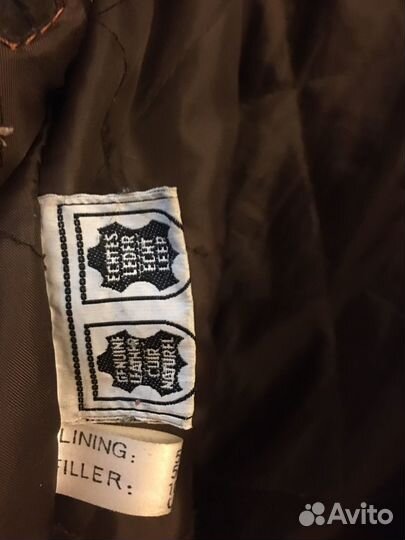 ECHTES
LEDER
ECHT
LEER
GENUINE
LEATHER
CUIR
NATUREL
LINING:
FILLER:
Avito